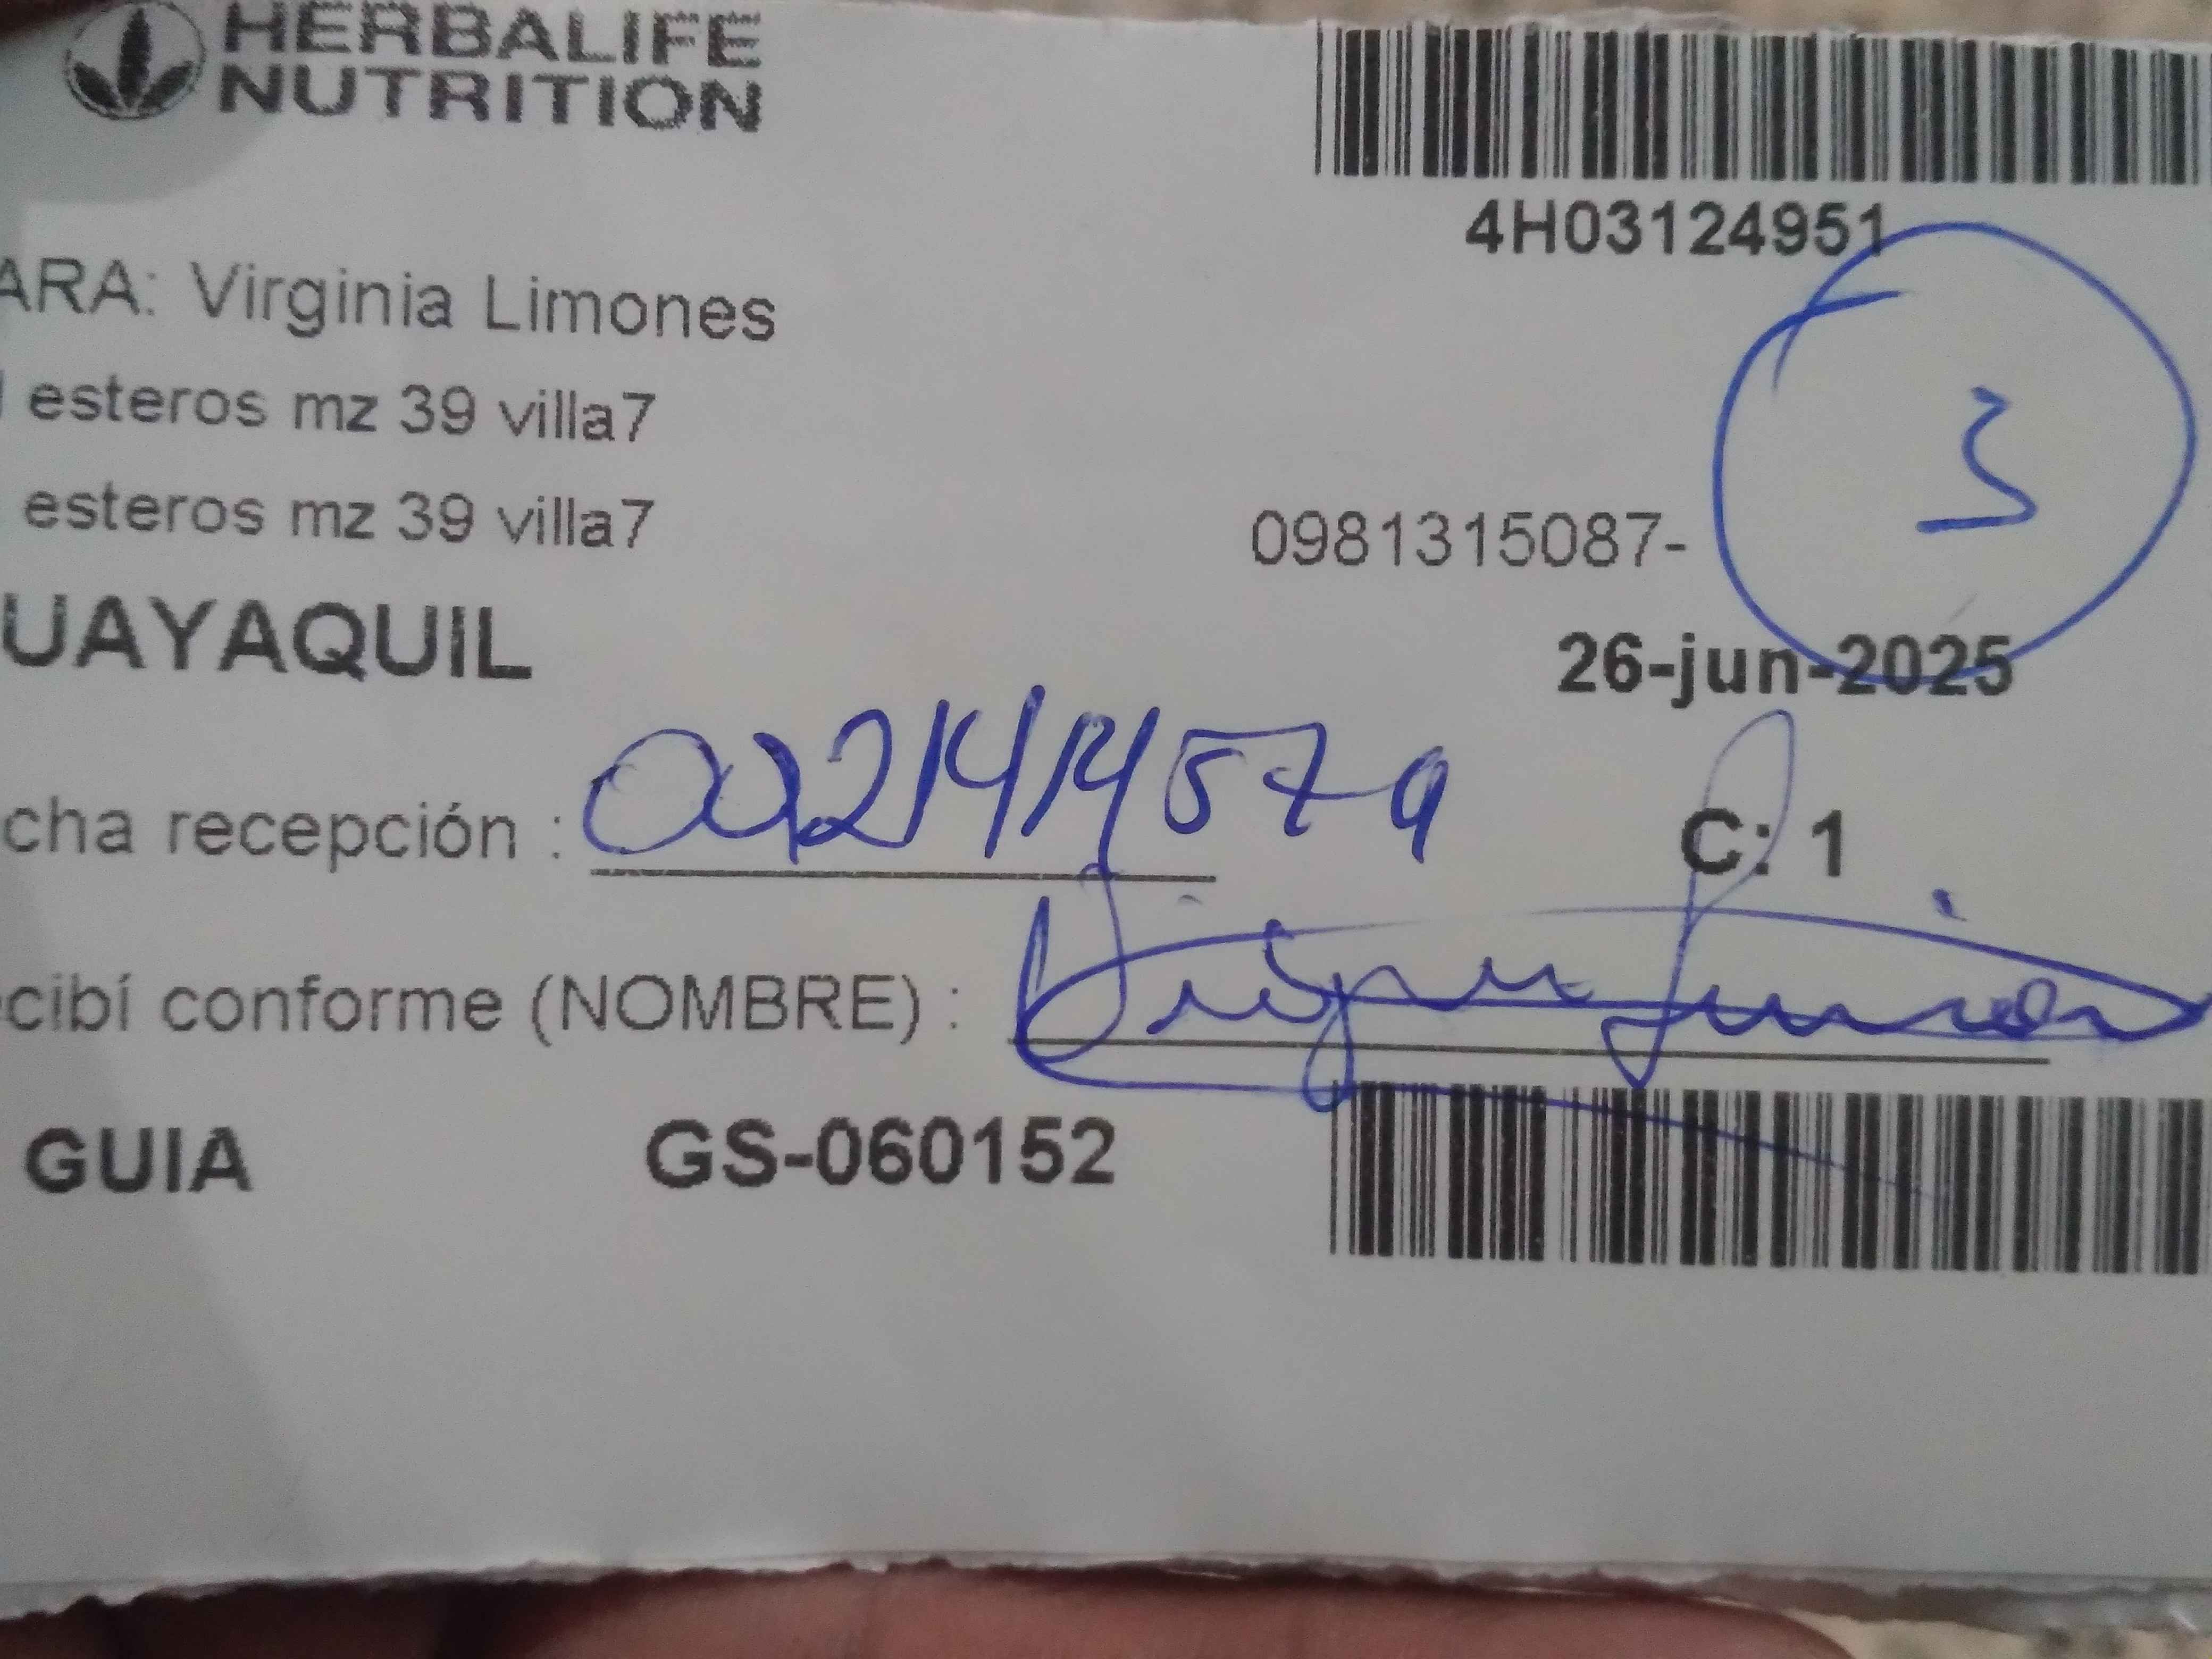 HERBALIFE
NUTRITION
4H03124951
ARA: Virginia Limones
3
esteros mz 39 villa7
esteros mz 39 villa7
0981315087-
UAYAQUIL
26-jun-2025
cha recepción :
C: 1
cibí conforme (NOMBRE) :
GUIA GS-060152